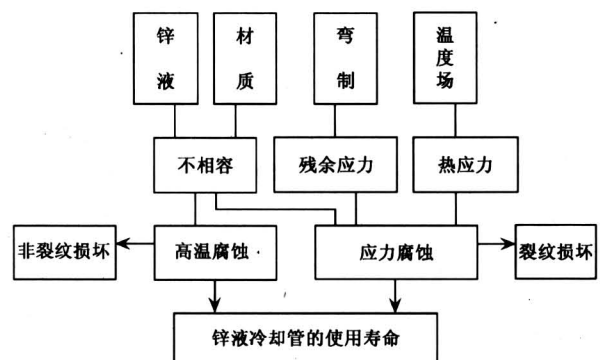 锌液
材质
弯制
温度场
不相容
残余应力
热应力
非裂纹损坏
高温腐蚀
应力腐蚀
裂纹损坏
锌液冷却管的使用寿命